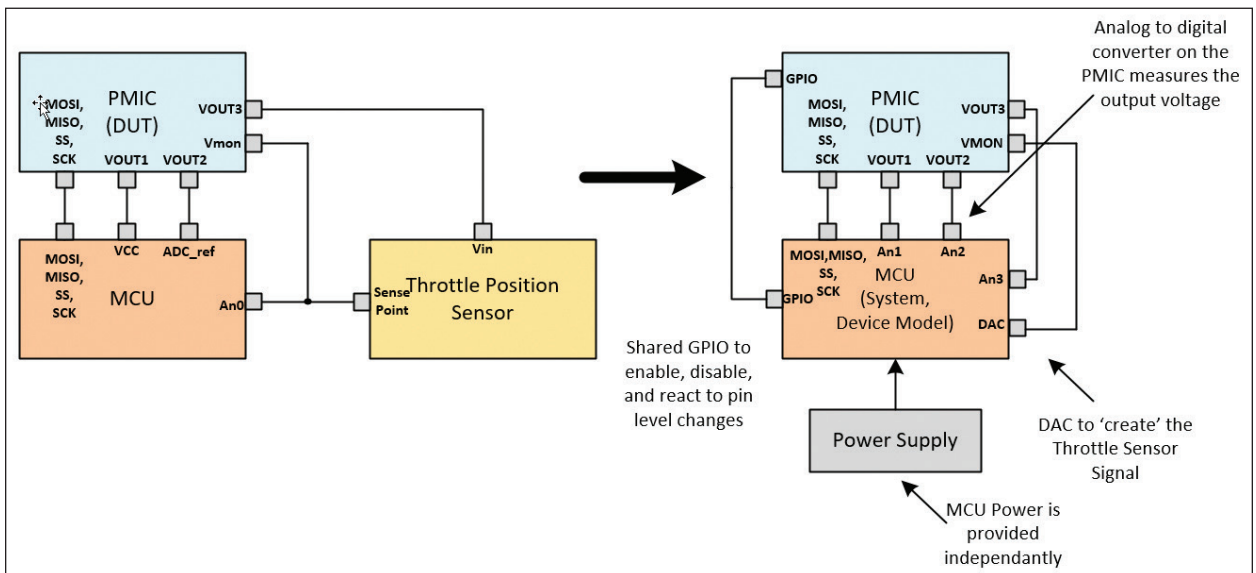 PMIC
(DUT)
MOSI,
MISO,
SS,
SCK
VOUT3
Vmon
VOUT1
VOUT2
VCC
ADC_ref
MOSI,
MISO,
SS,
SCK
MCU
An0
Vin
Throttle Position
Sensor
Sense
Point
GPIO
PMIC
(DUT)
MOSI,
MISO,
SS,
SCK
VOUT3
VMON
VOUT1
VOUT2
Analog to digital
converter on the
PMIC measures the
output voltage
MOSI,MISO,
SS,
SCK
An1
An2
MCU
(System,
Device Model)
An3
GPIO
DAC
Shared GPIO to
enable, disable,
and react to pin
level changes
Power Supply
DAC to ‘create’ the
Throttle Sensor
Signal
MCU Power is
provided
independantly